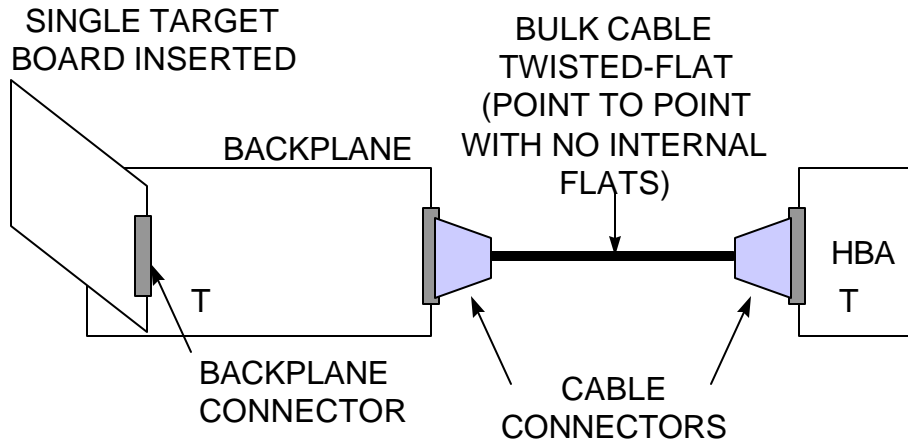 SINGLE TARGET
BOARD INSERTED
BULK CABLE
TWISTED-FLAT
(POINT TO POINT
WITH NO INTERNAL
FLATS)
BACKPLANE
HBA
T
T
BACKPLANE
CONNECTOR
CABLE
CONNECTORS